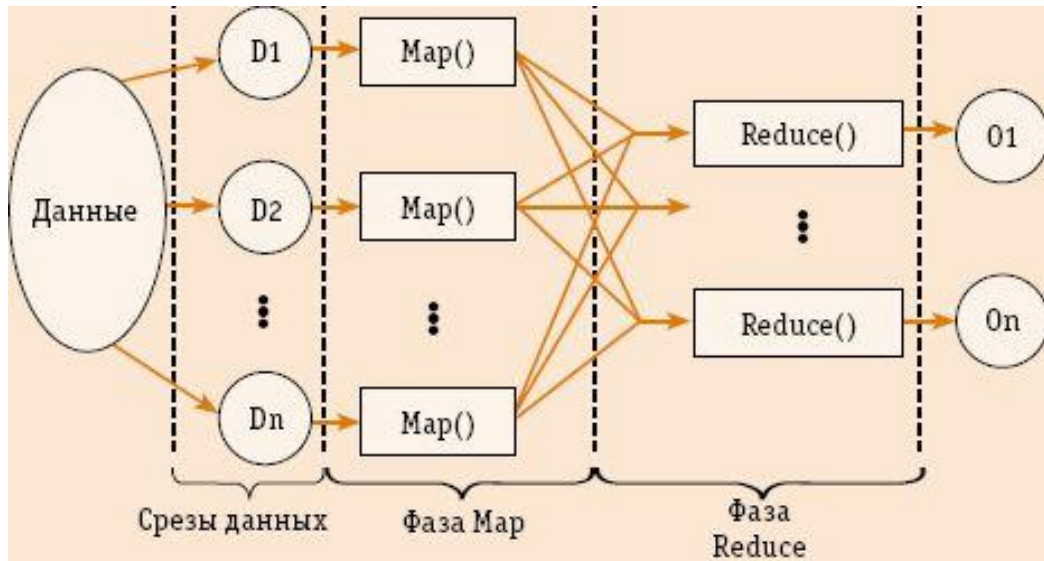 Данные
D1
D2
Dn
Map()
Map()
Map()
Reduce()
Reduce()
O1
On
Срезы данных
Фаза Map
Фаза
Reduce